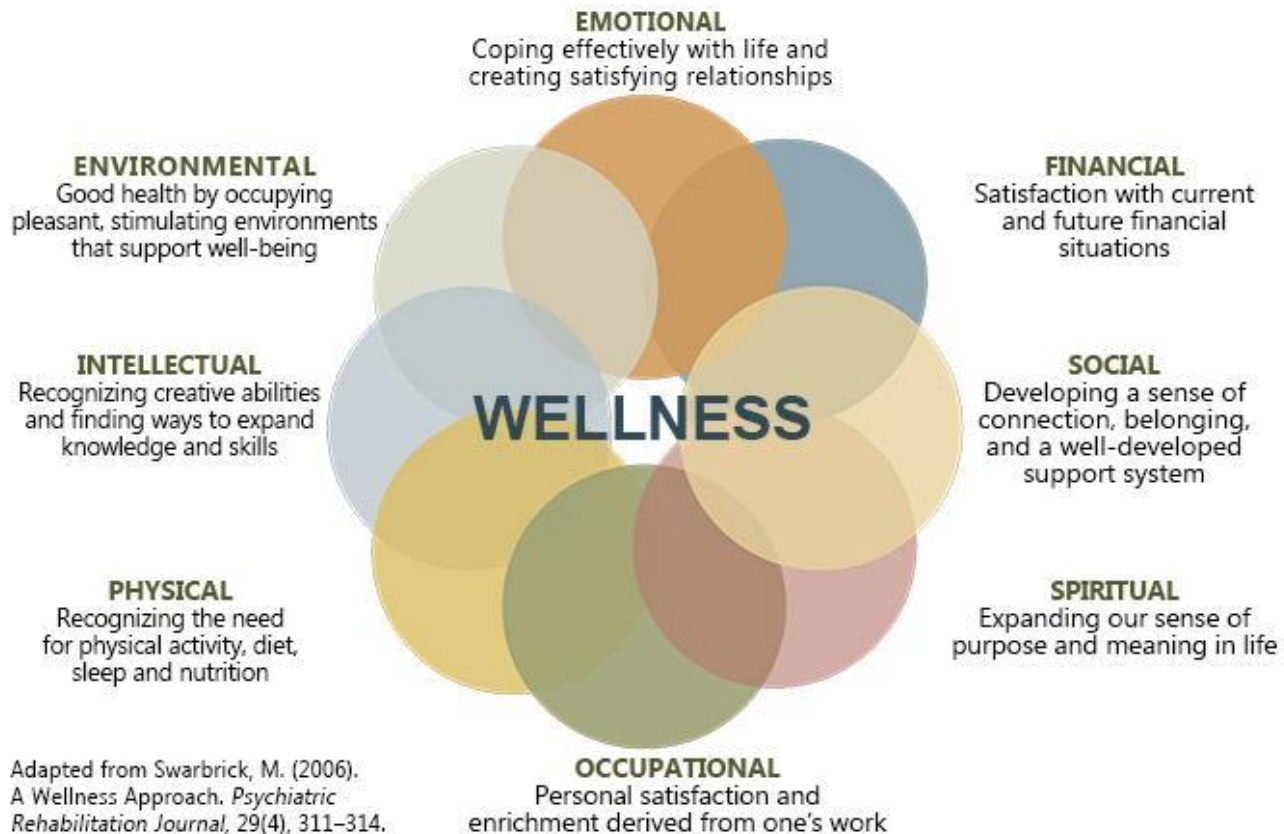 EMOTIONAL
Coping effectively with life and
creating satisfying relationships
ENVIRONMENTAL
Good health by occupying
pleasant, stimulating environments
that support well-being
FINANCIAL
Satisfaction with current
and future financial
situations
INTELLECTUAL
Recognizing creative abilities
and finding ways to expand
knowledge and skills
WELLNESS
SOCIAL
Developing a sense of
connection, belonging,
and a well-developed
support system
PHYSICAL
Recognizing the need
for physical activity, diet,
sleep and nutrition
SPIRITUAL
Expanding our sense of
purpose and meaning in life
OCCUPATIONAL
Personal satisfaction and
enrichment derived from one's work
Adapted from Swarbrick, M. (2006).
A Wellness Approach. Psychiatric
Rehabilitation Journal, 29(4), 311–314.